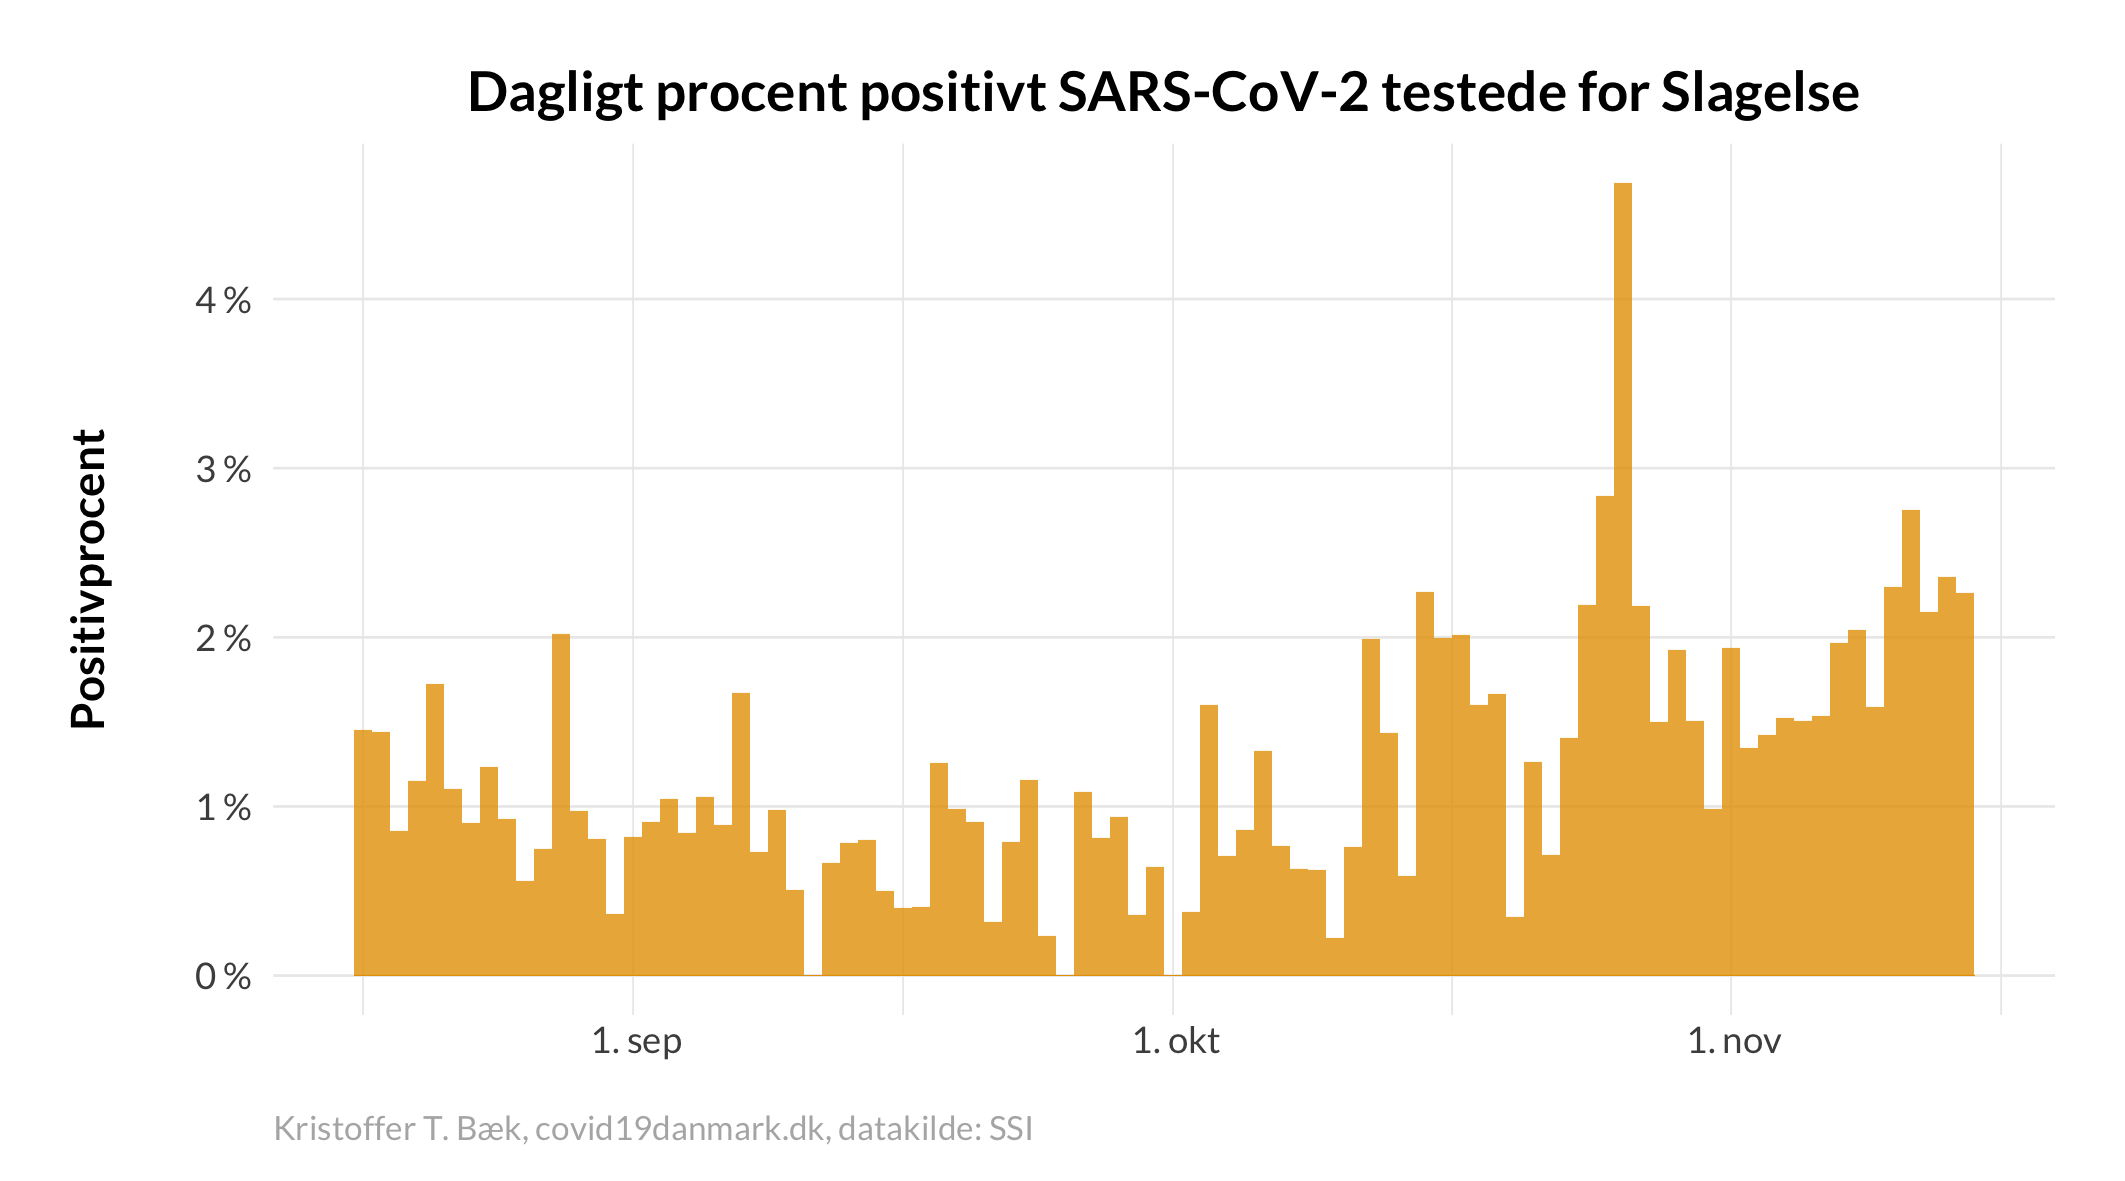 Dagligt procent positivt SARS-CoV-2 testede for Slagelse
Positivprocent
4 %
3 %
2 %
1 %
0 %
1. sep
1. okt
1. nov
Kristoffer T. Bæk, covid19danmark.dk, datakilde: SSI